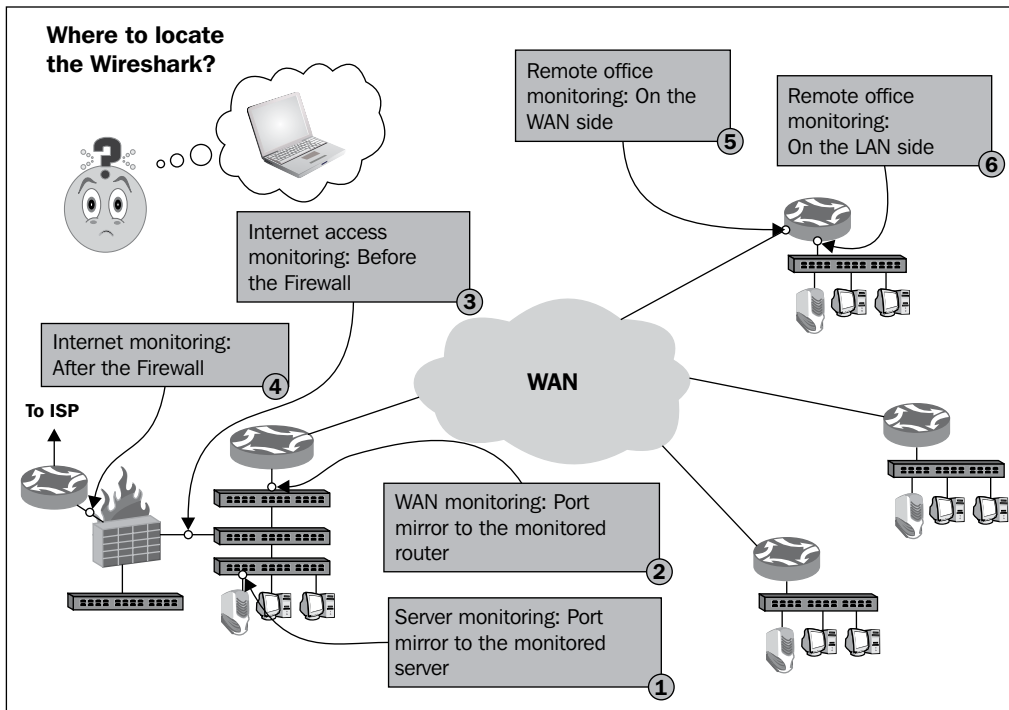 Where to locate
the Wireshark?
Remote office
monitoring: On the
WAN side
5
Remote office
monitoring:
On the LAN side
6
Internet access
monitoring: Before
the Firewall
3
Internet monitoring:
After the Firewall
4
To ISP
WAN
WAN monitoring: Port
mirror to the monitored
router
2
Server monitoring: Port
mirror to the monitored
server
1